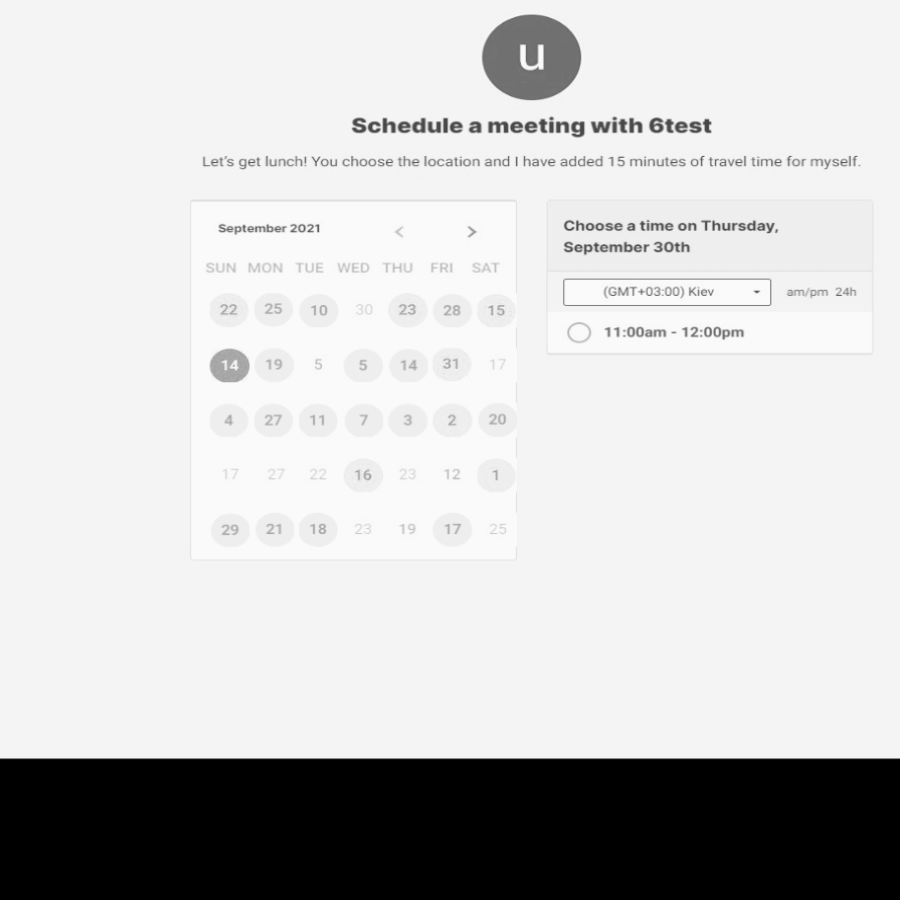 u
Schedule a meeting with 6test
Let's get lunch! You choose the location and I have added 15 minutes of travel time for myself.
September 2021 < >
SUN MON TUE WED THU FRI SAT
22 25 10 30 23 28 15
14 19 5 5 14 31 17
4 27 11 7 3 2 20
17 27 22 16 23 12 1
29 21 18 23 19 17 25
Choose a time on Thursday,
September 30th
(GMT+03:00) Kiev am/pm 24h
11:00am - 12:00pm